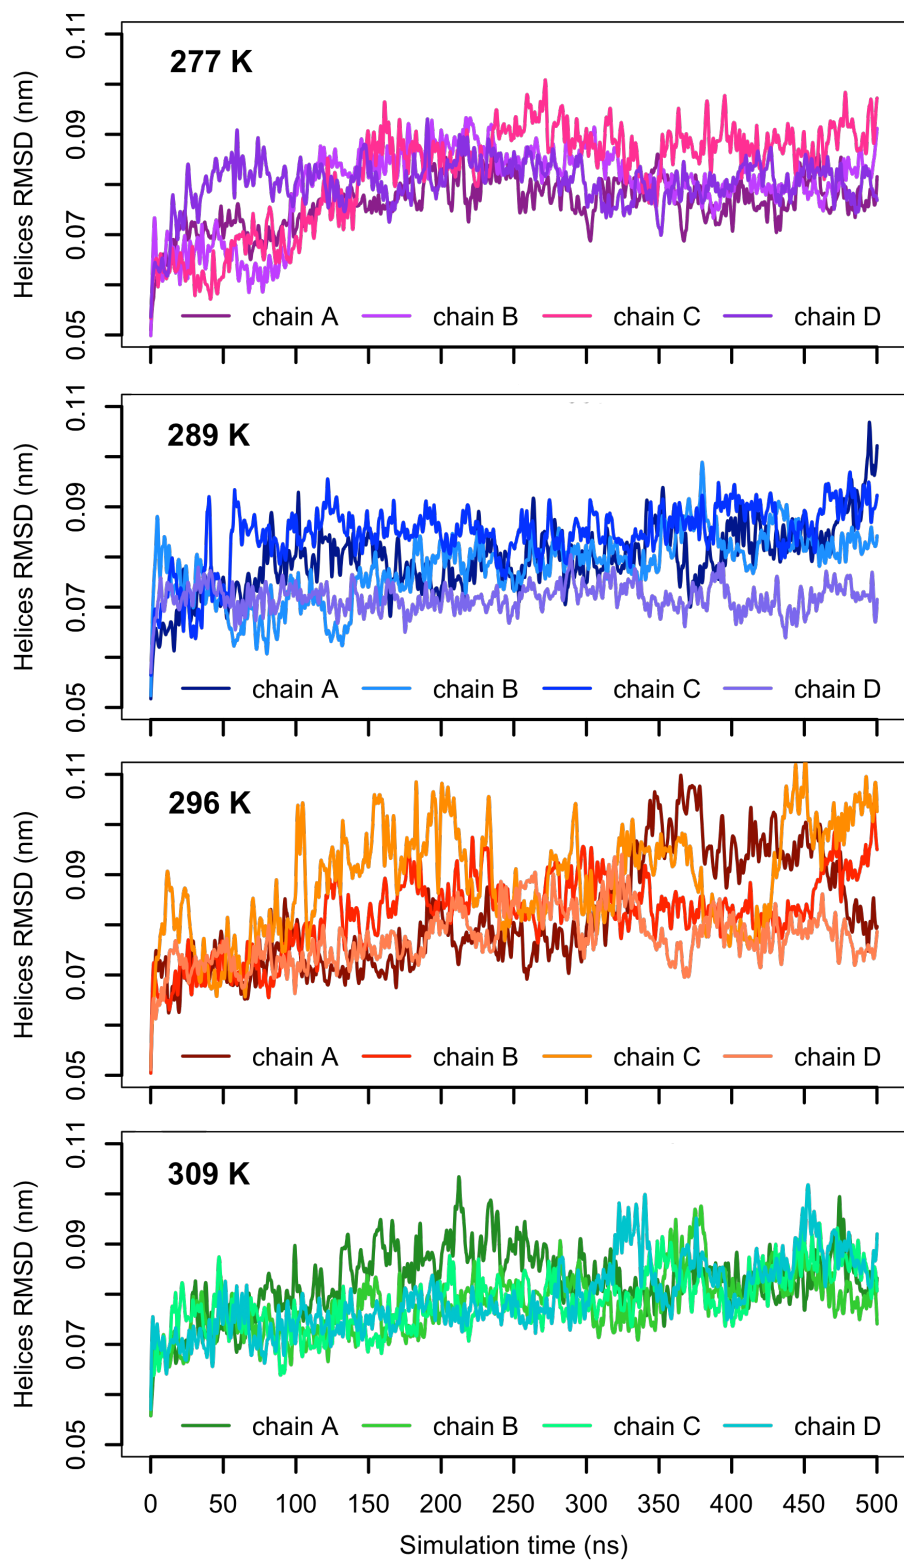 277 K
Helices RMSD (nm)
0.11
0.09
0.07
0.05
chain A chain B chain C chain D
289 K
Helices RMSD (nm)
0.11
0.09
0.07
0.05
chain A chain B chain C chain D
296 K
Helices RMSD (nm)
0.11
0.09
0.07
0.05
chain A chain B chain C chain D
309 K
Helices RMSD (nm)
0.11
0.09
0.07
0.05
chain A chain B chain C chain D
0 50 100 150 200 250 300 350 400 450 500
Simulation time (ns)